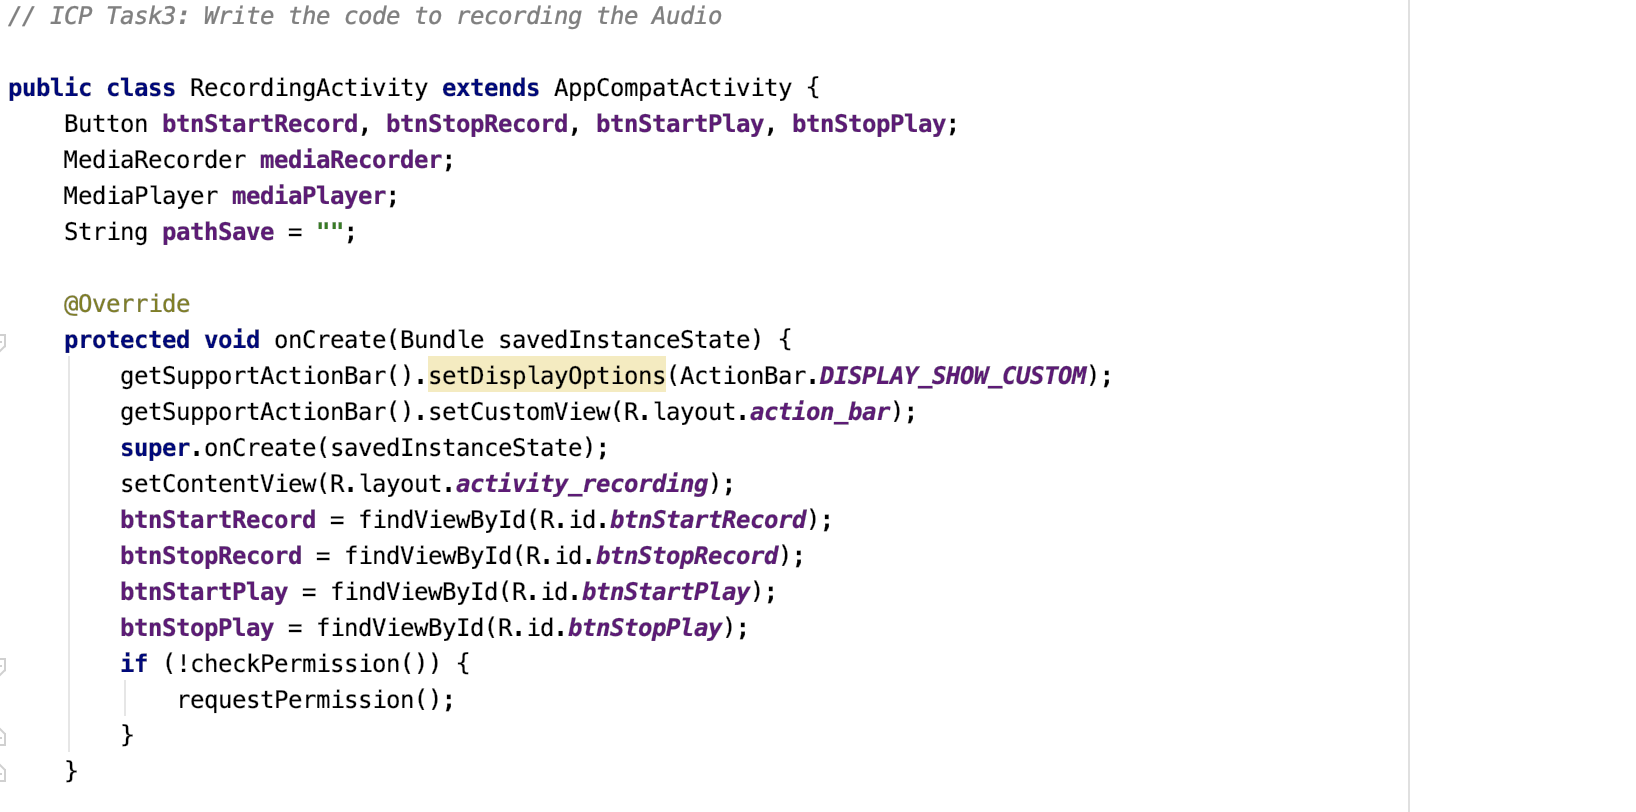 // ICP Task3: Write the code to recording the Audio
public class RecordingActivity extends AppCompatActivity {
Button btnStartRecord, btnStopRecord, btnStartPlay, btnStopPlay;
MediaRecorder mediaRecorder;
MediaPlayer mediaPlayer;
String pathSave = "";
@Override
protected void onCreate(Bundle savedInstanceState) {
getSupportActionBar().setDisplayOptions(ActionBar.DISPLAY_SHOW_CUSTOM);
getSupportActionBar().setCustomView(R.layout.action_bar);
super.onCreate(savedInstanceState);
setContentView(R.layout.activity_recording);
btnStartRecord = findViewById(R.id.btnStartRecord);
btnStopRecord = findViewById(R.id.btnStopRecord);
btnStartPlay = findViewById(R.id.btnStartPlay);
btnStopPlay = findViewById(R.id.btnStopPlay);
if (!checkPermission()) {
requestPermission();
}
}